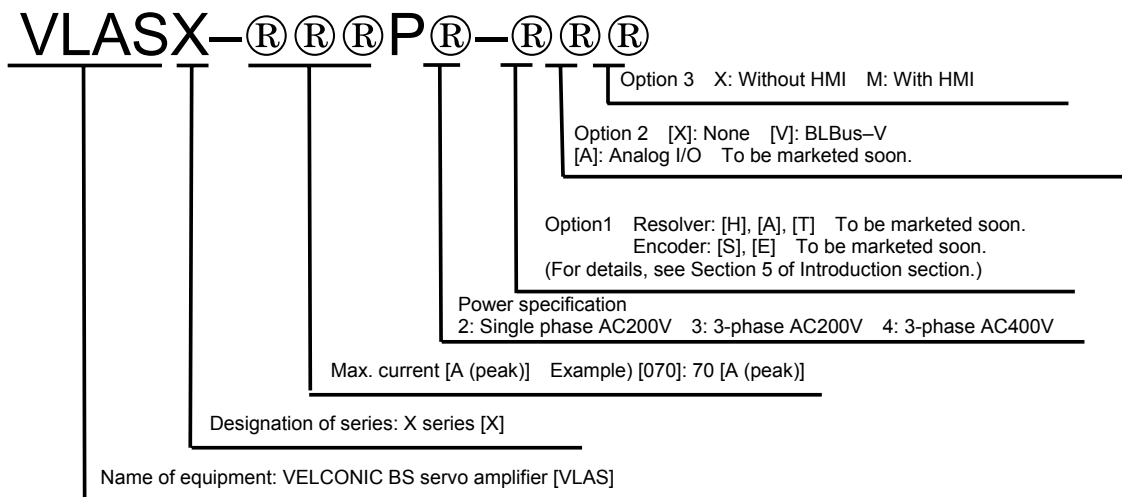 VLASX–®®®P®–®®®
Option 3 X: Without HMI M: With HMI
Option 2 [X]: None [V]: BLBus–V
[A]: Analog I/O To be marketed soon.
Option1 Resolver: [H], [A], [T] To be marketed soon.
Encoder: [S], [E] To be marketed soon.
(For details, see Section 5 of Introduction section.)
Power specification
2: Single phase AC200V 3: 3-phase AC200V 4: 3-phase AC400V
Max. current [A (peak)] Example) [070]: 70 [A (peak)]
Designation of series: X series [X]
Name of equipment: VELCONIC BS servo amplifier [VLAS]